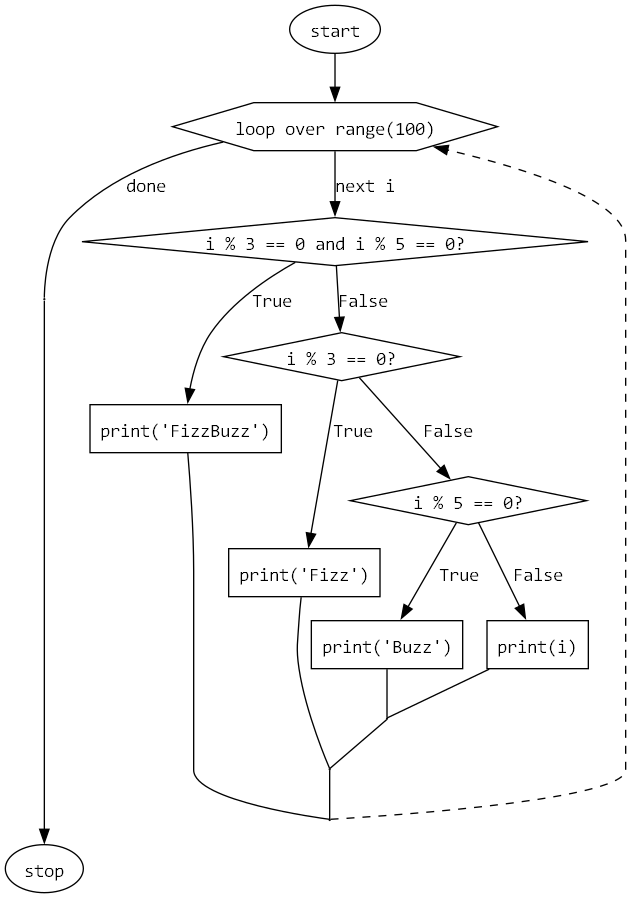 start
loop over range(100)
done
next i
i % 3 == 0 and i % 5 == 0?
True
False
i % 3 == 0?
print('FizzBuzz')
True
False
i % 5 == 0?
print('Fizz')
True
False
print('Buzz')
print(i)
stop